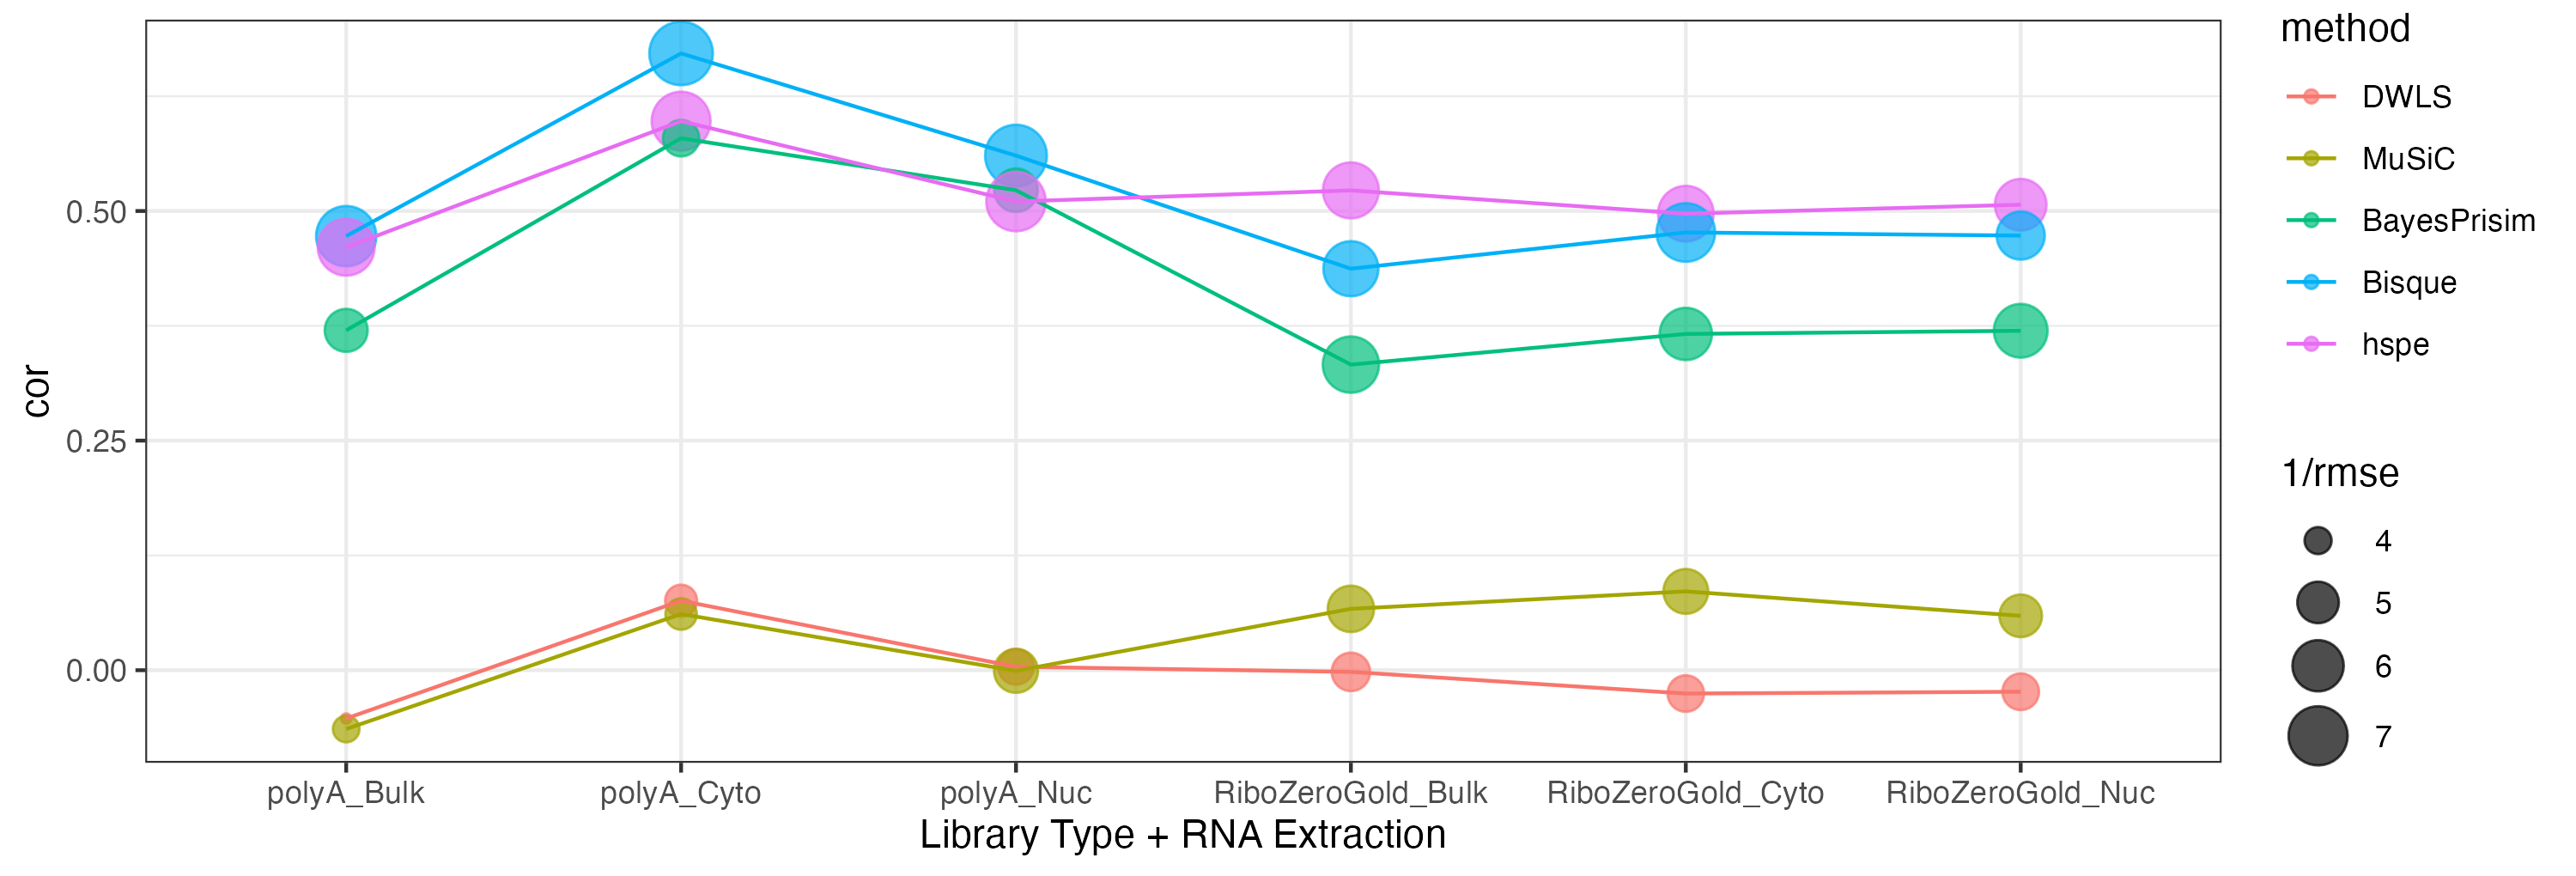 method
DWLS
MuSiC
BayesPrisim
Bisque
hspe
1/rmse
4
5
6
7
cor
0.50
0.25
0.00
polyA_Bulk
polyA_Cyto
polyA_Nuc
RiboZeroGold_Bulk
RiboZeroGold_Cyto
RiboZeroGold_Nuc
Library Type + RNA Extraction